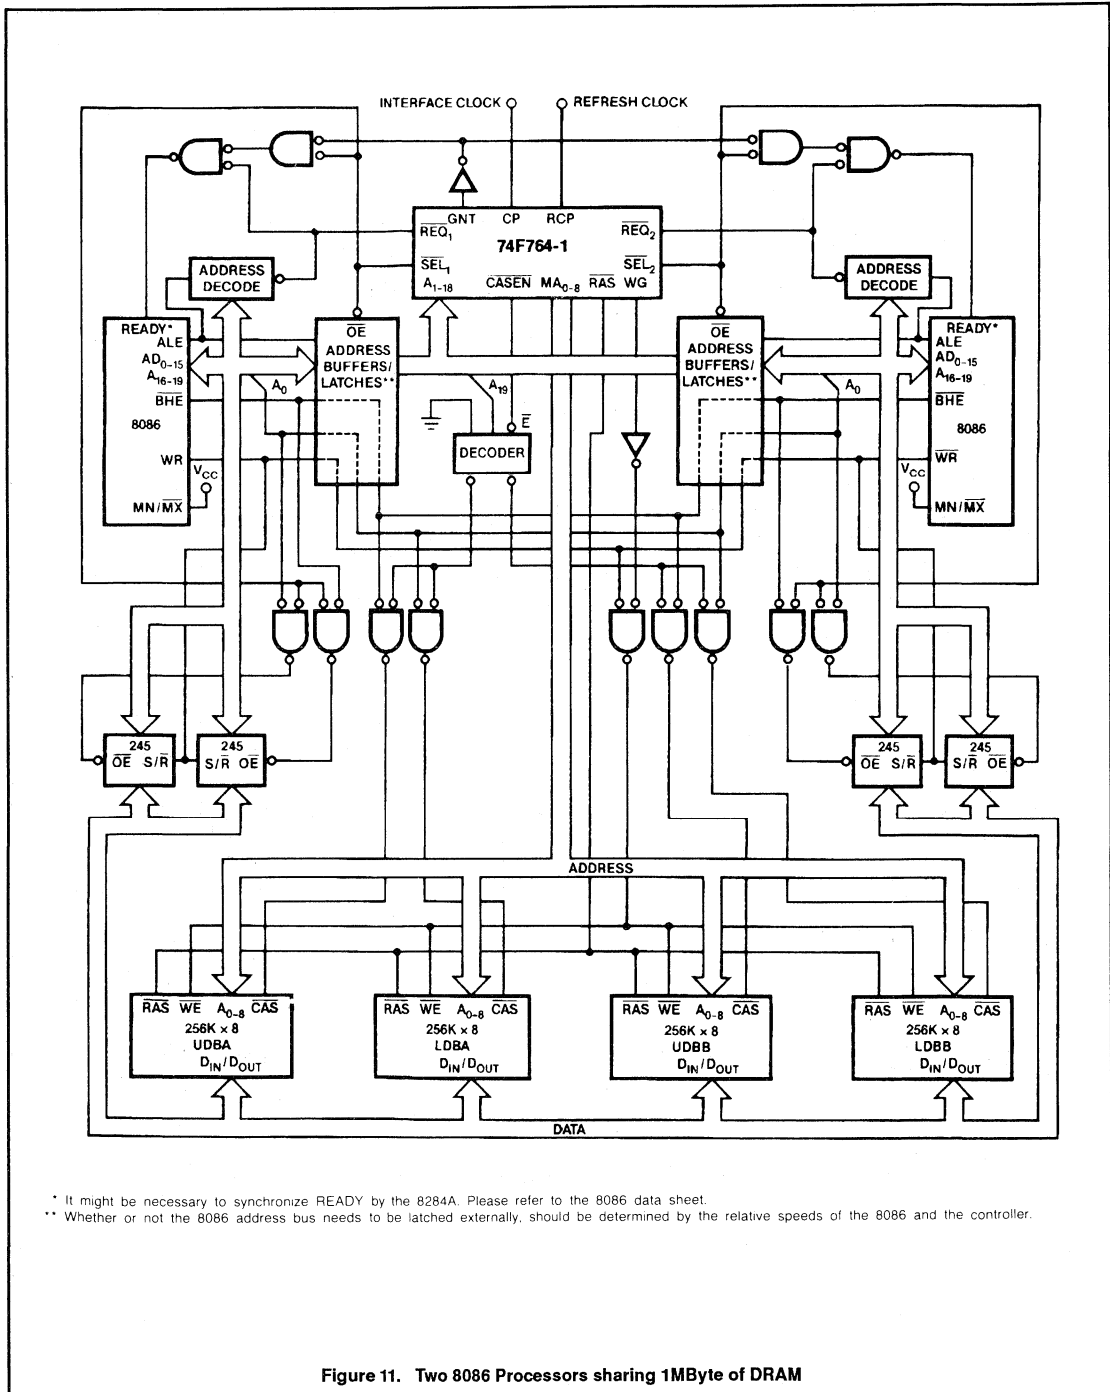 INTERFACE CLOCK
REFRESH CLOCK
GNT
CP
RCP
REQ1
74F764-1
REQ2
SEL1
SEL2
A1-18
CASEN
MA0-8
RAS
WG
ADDRESS
DECODE
ADDRESS
DECODE
READY*
ALE
AD0-15
A16-19
BHE
8086
WR
VCC
MN/MX
A0
OE
ADDRESS
BUFFERS/
LATCHES**
A19
E
DECODER
OE
ADDRESS
BUFFERS/
LATCHES**
A0
READY*
ALE
AD0-15
A16-19
BHE
8086
WR
VCC
MN/MX
245
OE S/R
245
S/R OE
245
OE S/R
245
S/R OE
ADDRESS
RAS WE A0-8 CAS
256K x 8
UDBA
DIN/DOUT
RAS WE A0-8 CAS
256K x 8
LDBA
DIN/DOUT
RAS WE A0-8 CAS
256K x 8
UDBB
DIN/DOUT
RAS WE A0-8 CAS
256K x 8
LDBB
DIN/DOUT
DATA
* It might be necessary to synchronize READY by the 8284A. Please refer to the 8086 data sheet.
** Whether or not the 8086 address bus needs to be latched externally, should be determined by the relative speeds of the 8086 and the controller.
Figure 11. Two 8086 Processors sharing 1MByte of DRAM